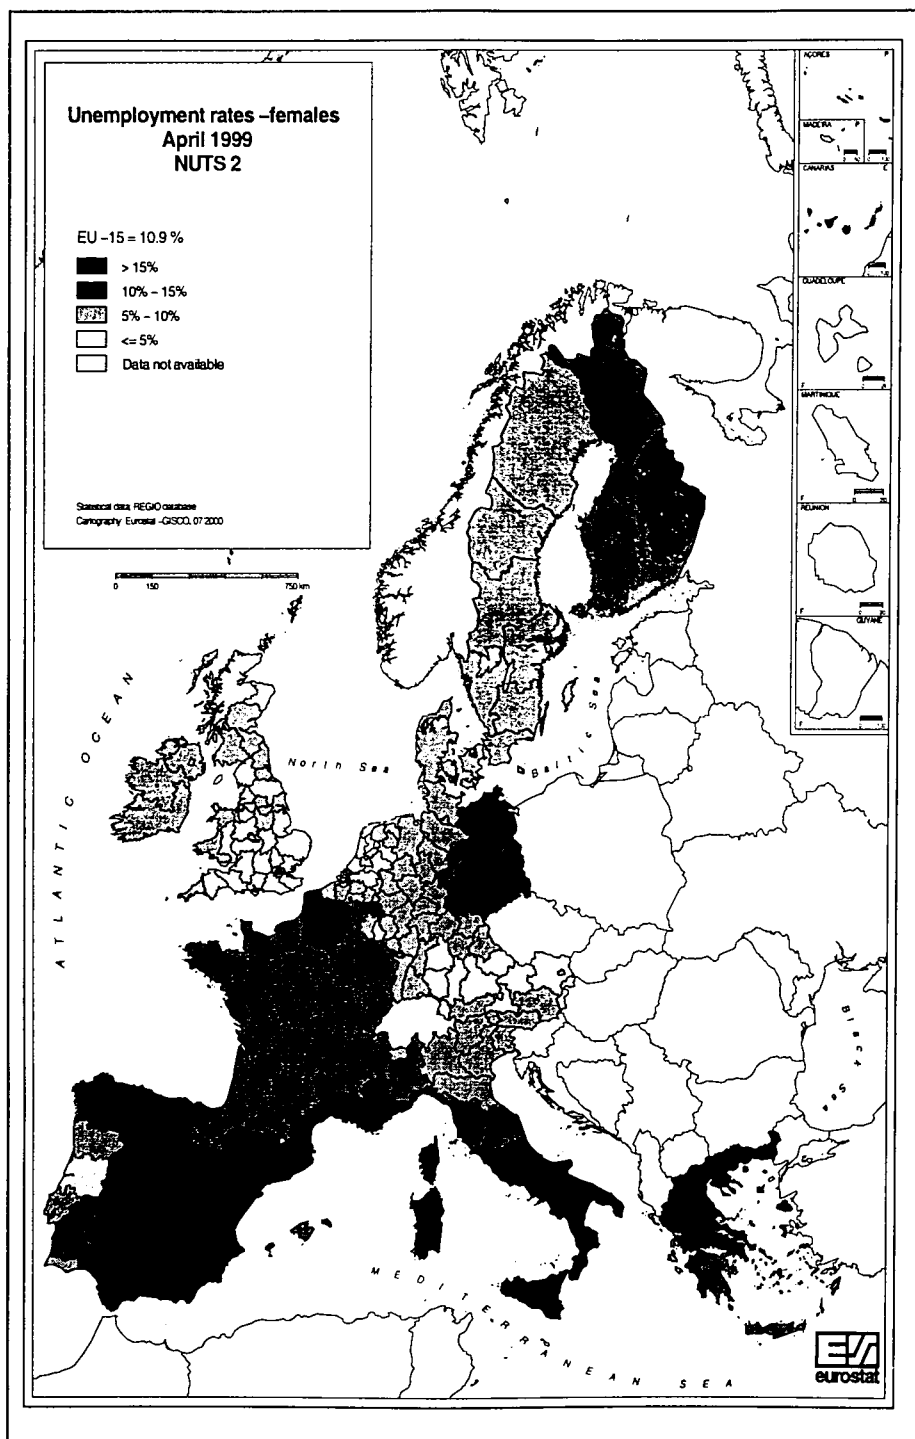 Unemployment rates –females
April 1999
NUTS 2
EU –15 = 10.9 %
> 15%
10% – 15%
5% – 10%
<= 5%
Data not available
Statistical data: REGIO database
Cartography: Eurostat –GISCO, 07 2000
0 150 750 km
AÇORES P
MADEIRA P
CANARIAS E
GUADELOUPE
F
MARTINIQUE
F
REUNION
F
GUYANE
F
ATLANTIC OCEAN
North Sea
Baltic Sea
Black Sea
MEDITERRANEAN SEA
eurostat